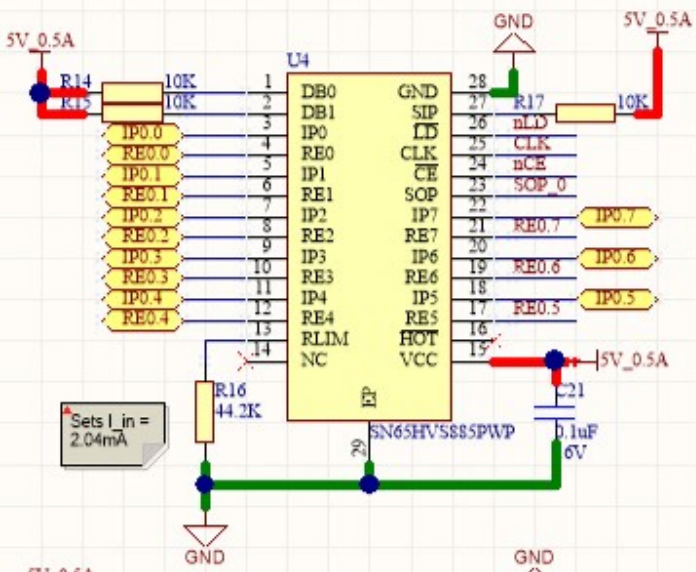 GND
5V_0.5A
5V_0.5A
U4
R14 10K 1 DB0 GND 28
R15 10K 2 DB1 SIP 27 R17 10K
IP0.0 3 IP0 LD 26 nLD
RE0.0 4 RE0 CLK 25 CLK
IP0.1 5 IP1 CE 24 nCE
RE0.1 6 RE1 SOP 23 SOP_0
IP0.2 7 IP2 IP7 22 IP0.7
RE0.2 8 RE2 RE7 21 RE0.7
IP0.3 9 IP3 IP6 20 IP0.6
RE0.3 10 RE3 RE6 19 RE0.6
IP0.4 11 IP4 IP5 18 IP0.5
RE0.4 12 RE4 RE5 17 RE0.5
13 RLIM HOT 16
14 NC VCC 15 5V_0.5A
EP
R16
44.2K
C21
Sets I_in =
2.04mA
29
SN65HVS885PWP
0.1uF
6V
GND
GND